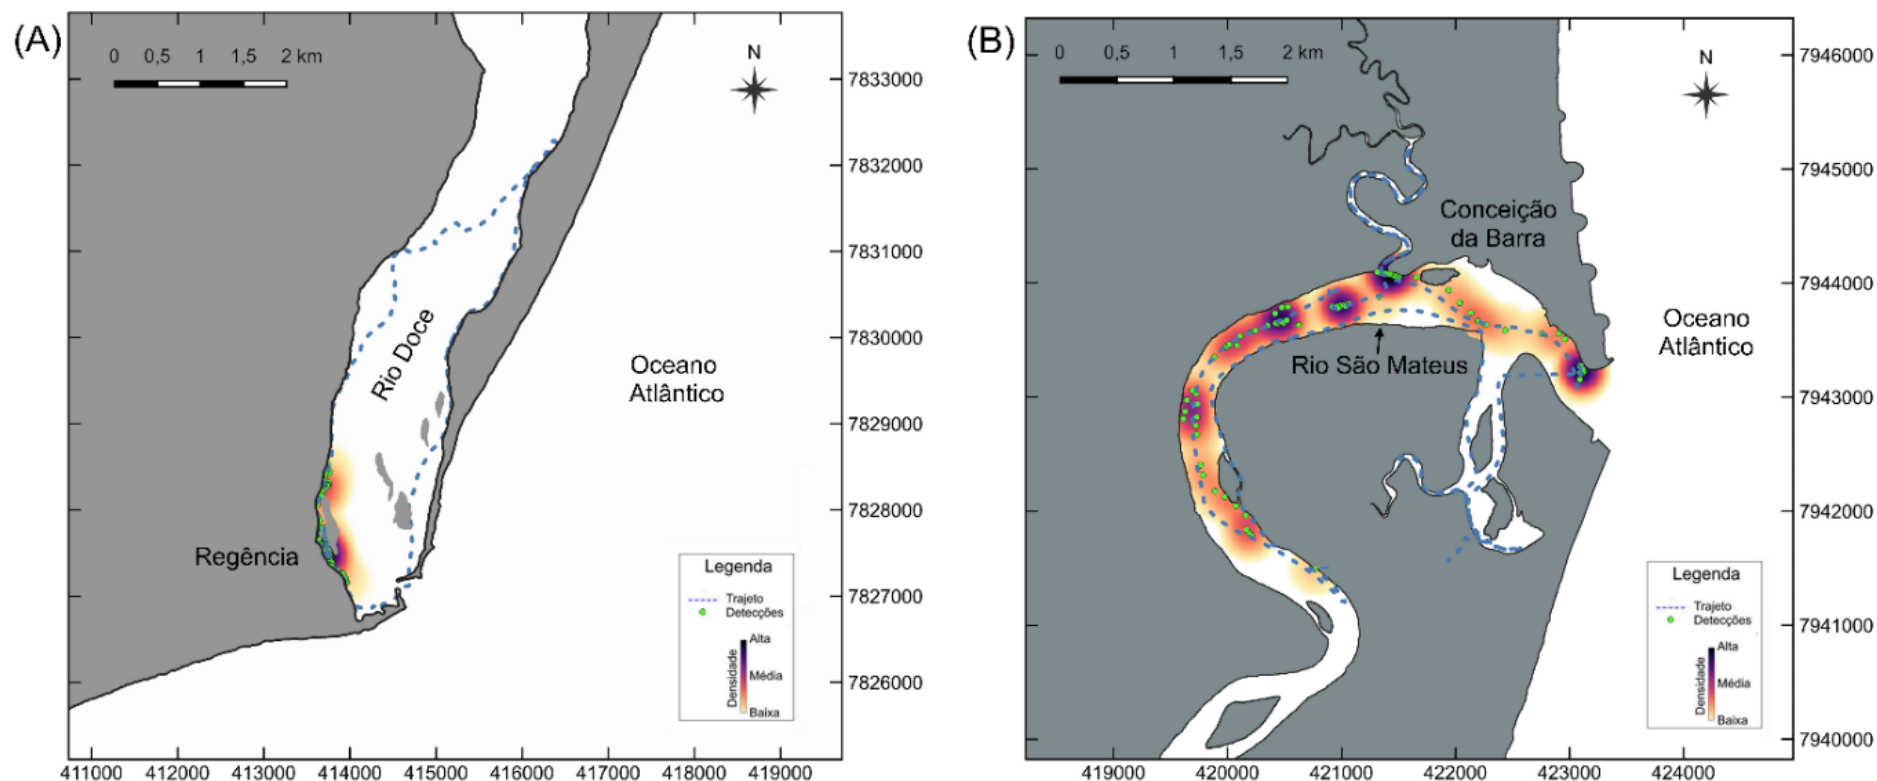 (A)
0 0,5 1 1,5 2 km
N
7833000
7832000
7831000
7830000
7829000
7828000
7827000
7826000
Rio Doce
Oceano
Atlântico
Regência
Legenda
Trajeto
Detecções
Densidade
Alta
Média
Baixa
411000 412000 413000 414000 415000 416000 417000 418000 419000
(B)
0 0,5 1 1,5 2 km
N
7946000
7945000
7944000
7943000
7942000
7941000
7940000
Conceição
da Barra
Oceano
Atlântico
Rio São Mateus
Legenda
Trajeto
Detecções
Densidade
Alta
Média
Baixa
419000 420000 421000 422000 423000 424000